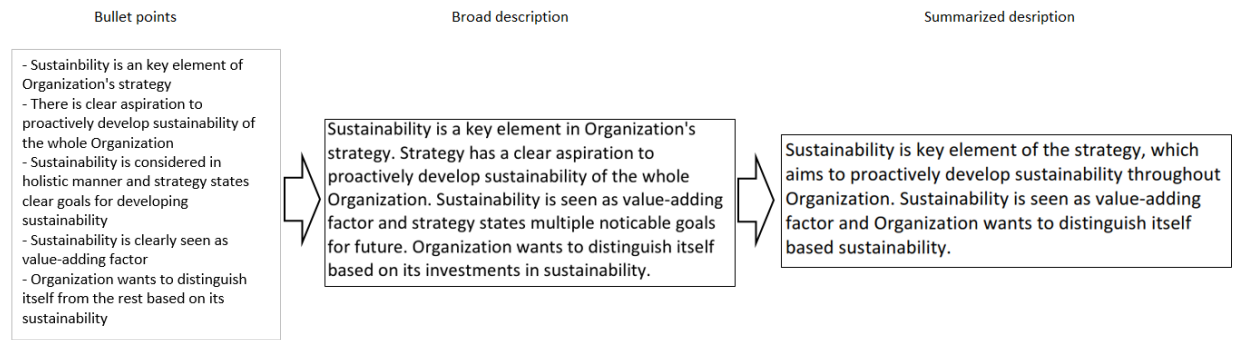 Bullet points
Broad description
Summarized desription
- Sustainbility is an key element of
Organization's strategy
- There is clear aspiration to
proactively develop sustainability of
the whole Organization
- Sustainability is considered in
holistic manner and strategy states
clear goals for developing
sustainability
- Sustainability is clearly seen as
value-adding factor
- Organization wants to distinguish
itself from the rest based on its
sustainability
Sustainability is a key element in Organization's
strategy. Strategy has a clear aspiration to
proactively develop sustainability of the whole
Organization. Sustainability is seen as value-adding
factor and strategy states multiple noticable goals
for future. Organization wants to distinguish itself
based on its investments in sustainability.
Sustainability is key element of the strategy, which
aims to proactively develop sustainability throughout
Organization. Sustainability is seen as value-adding
factor and Organization wants to distinguish itself
based sustainability.